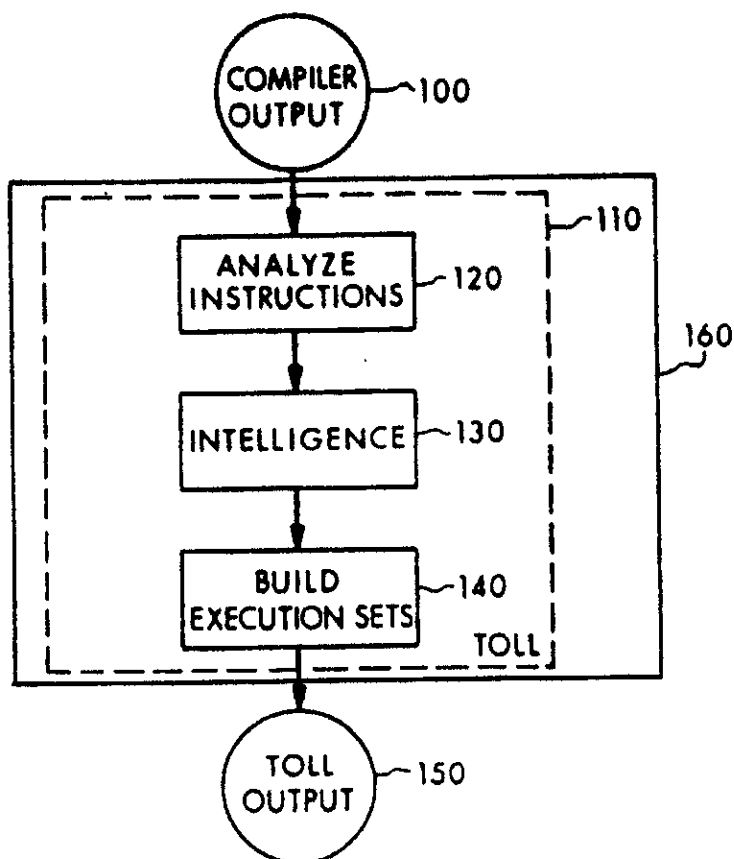 COMPILER
OUTPUT
100
110
ANALYZE
INSTRUCTIONS
120
160
INTELLIGENCE
130
BUILD
EXECUTION SETS
140
TOLL
TOLL
OUTPUT
150